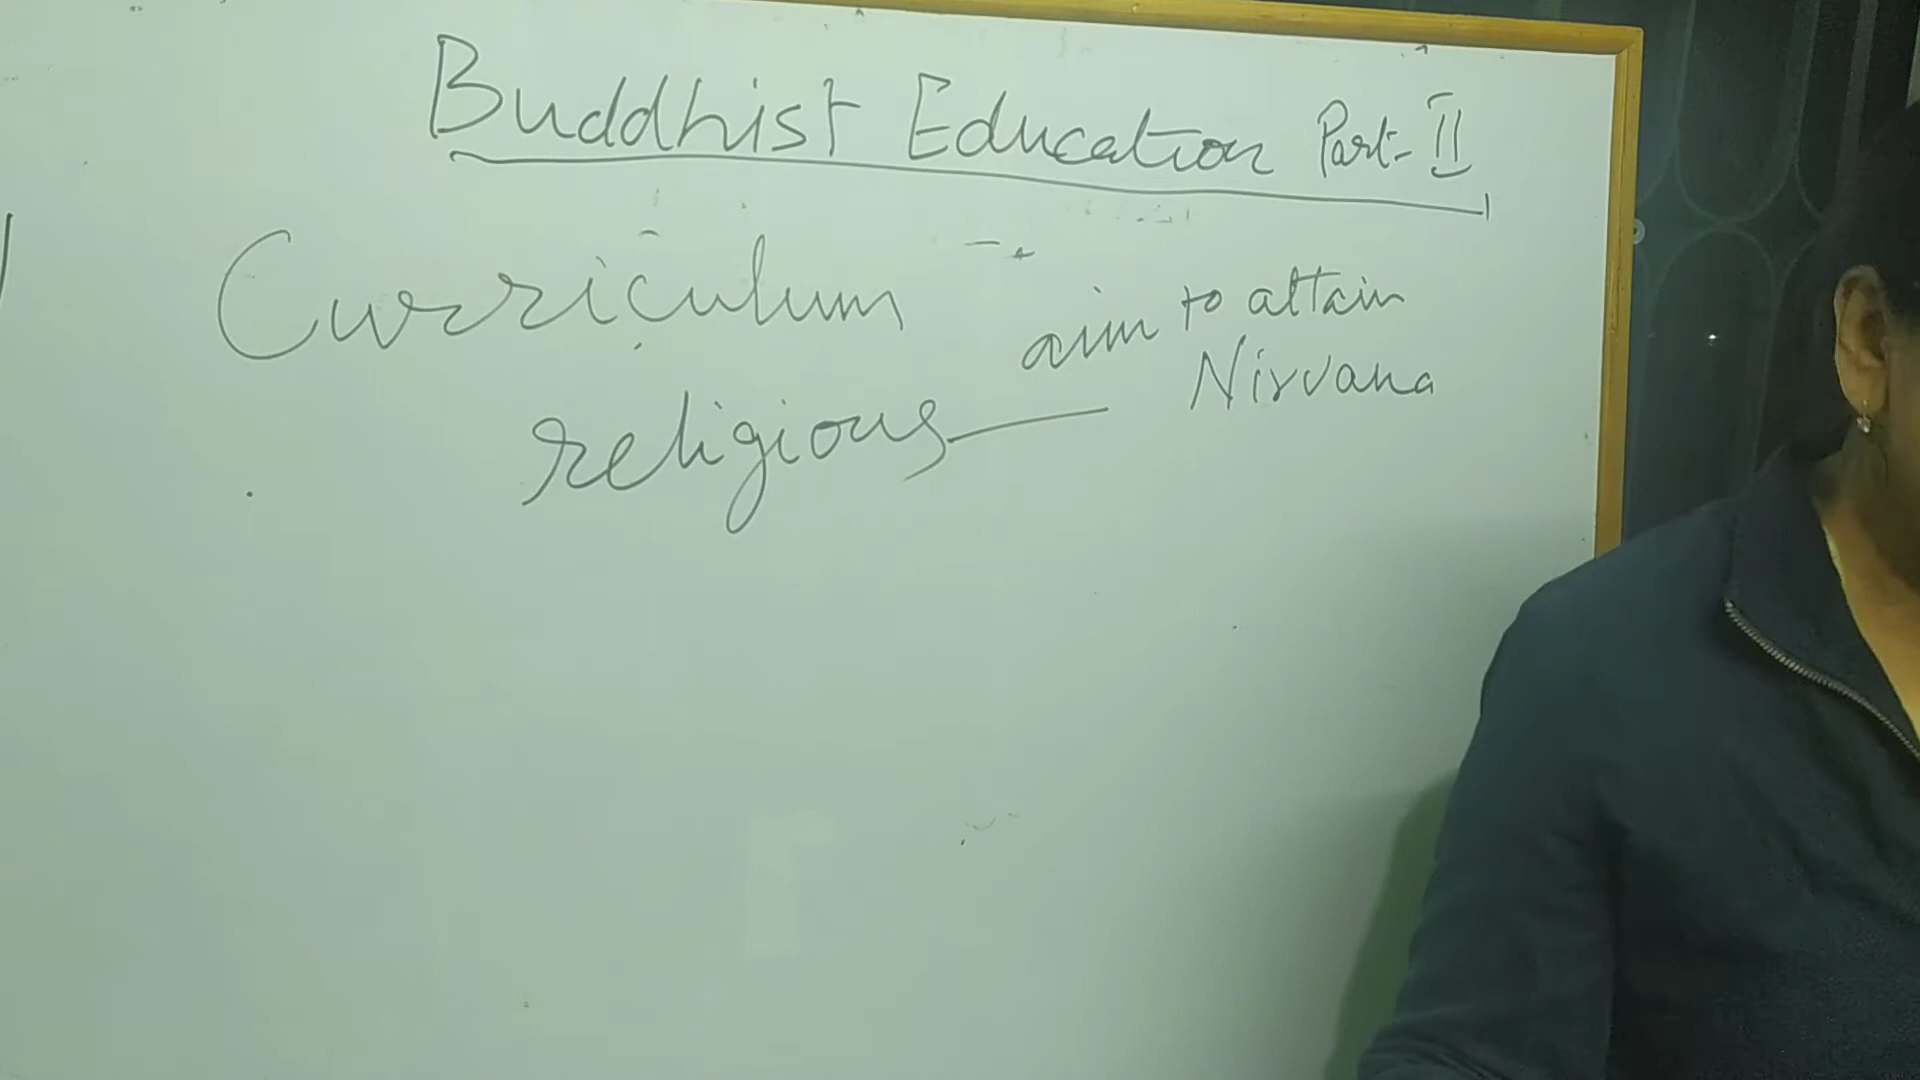 Buddhist Education Part-II
Curriculum
aim to attain
Nirvana
religious